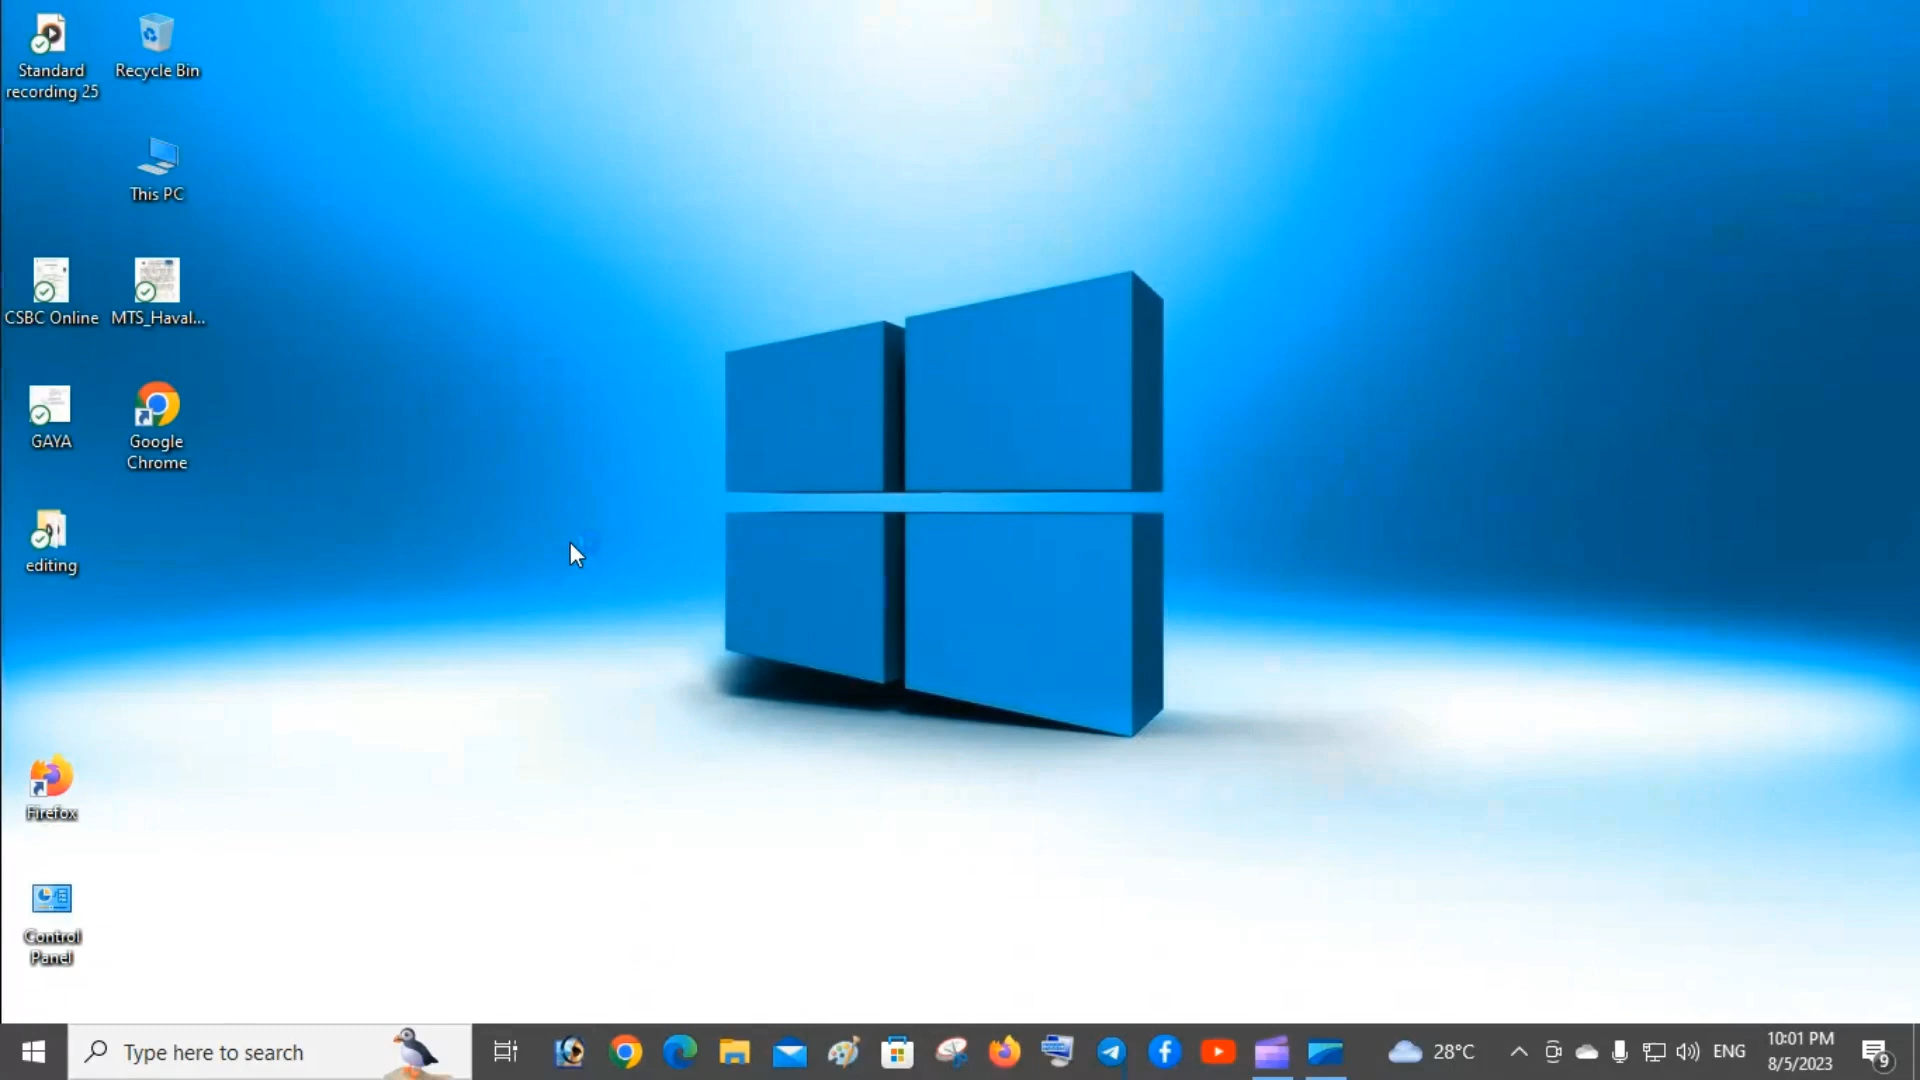 Standard
recording 25
Recycle Bin
This PC
CSBC Online
MTS_Haval...
GAYA
Google
Chrome
editing
Firefox
Control
Panel
Type here to search
28°C
ENG
10:01 PM
8/5/2023
9